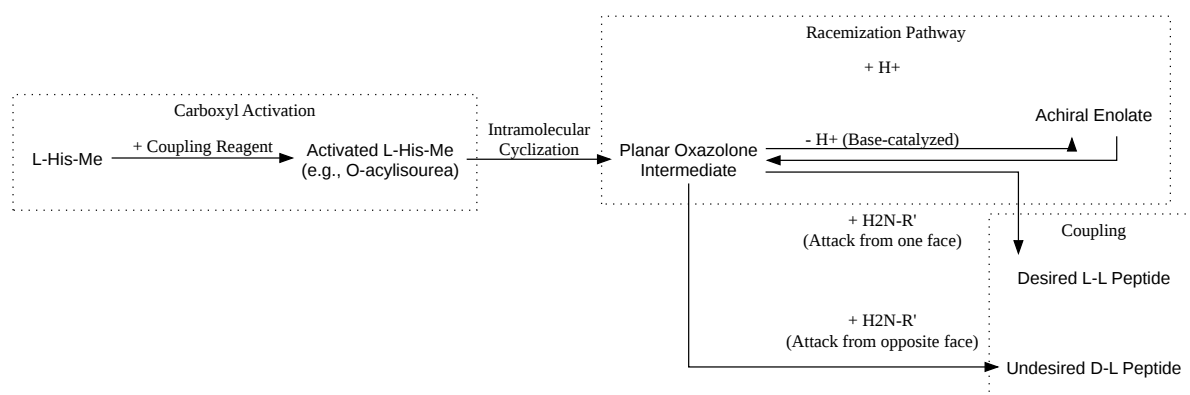 Racemization Pathway
+ H+
Carboxyl Activation
L-His-Me
+ Coupling Reagent
Activated L-His-Me
(e.g., O-acylisourea)
Intramolecular
Cyclization
Planar Oxazolone
Intermediate
- H+ (Base-catalyzed)
Achiral Enolate
+ H2N-R'
(Attack from one face)
Coupling
Desired L-L Peptide
+ H2N-R'
(Attack from opposite face)
Undesired D-L Peptide